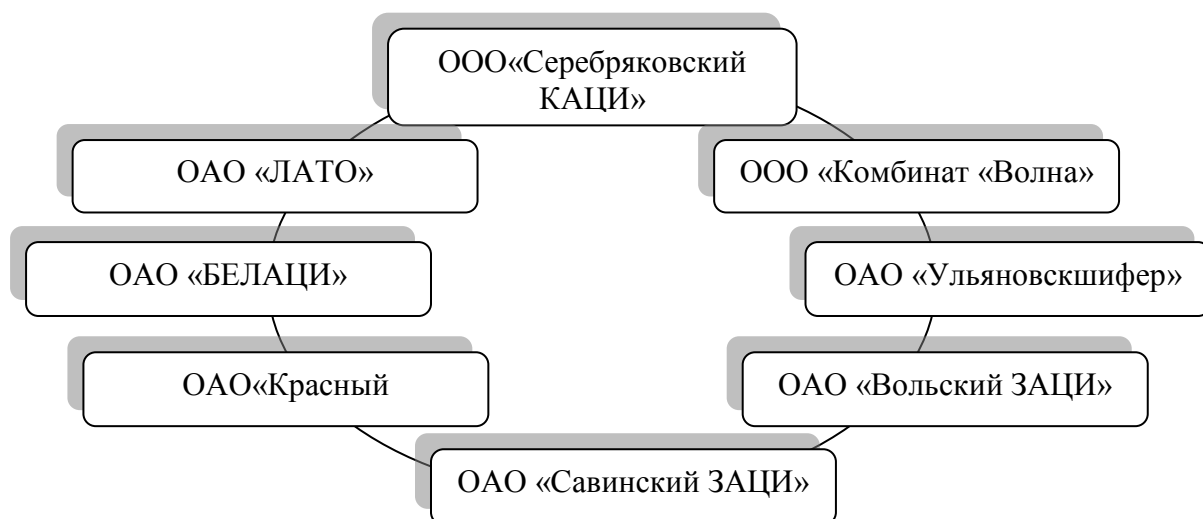 ООО«Серебряковский
КАЦИ»
ОАО «ЛАТО»
ООО «Комбинат «Волна»
ОАО «БЕЛАЦИ»
ОАО «Ульяновскшифер»
ОАО«Красный
ОАО «Вольский ЗАЦИ»
ОАО «Савинский ЗАЦИ»